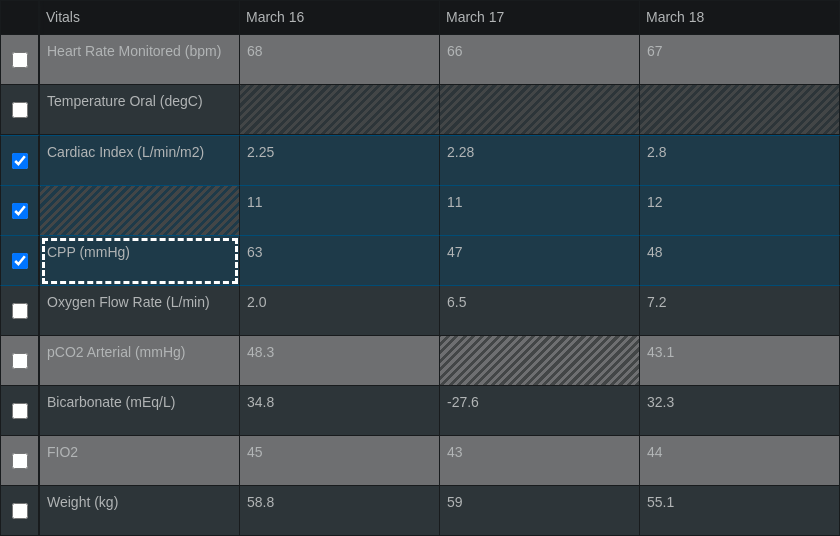 Vitals March 16 March 17 March 18
Heart Rate Monitored (bpm) 68 66 67
Temperature Oral (degC)
Cardiac Index (L/min/m2) 2.25 2.28 2.8
11 11 12
CPP (mmHg) 63 47 48
Oxygen Flow Rate (L/min) 2.0 6.5 7.2
pCO2 Arterial (mmHg) 48.3 43.1
Bicarbonate (mEq/L) 34.8 -27.6 32.3
FIO2 45 43 44
Weight (kg) 58.8 59 55.1